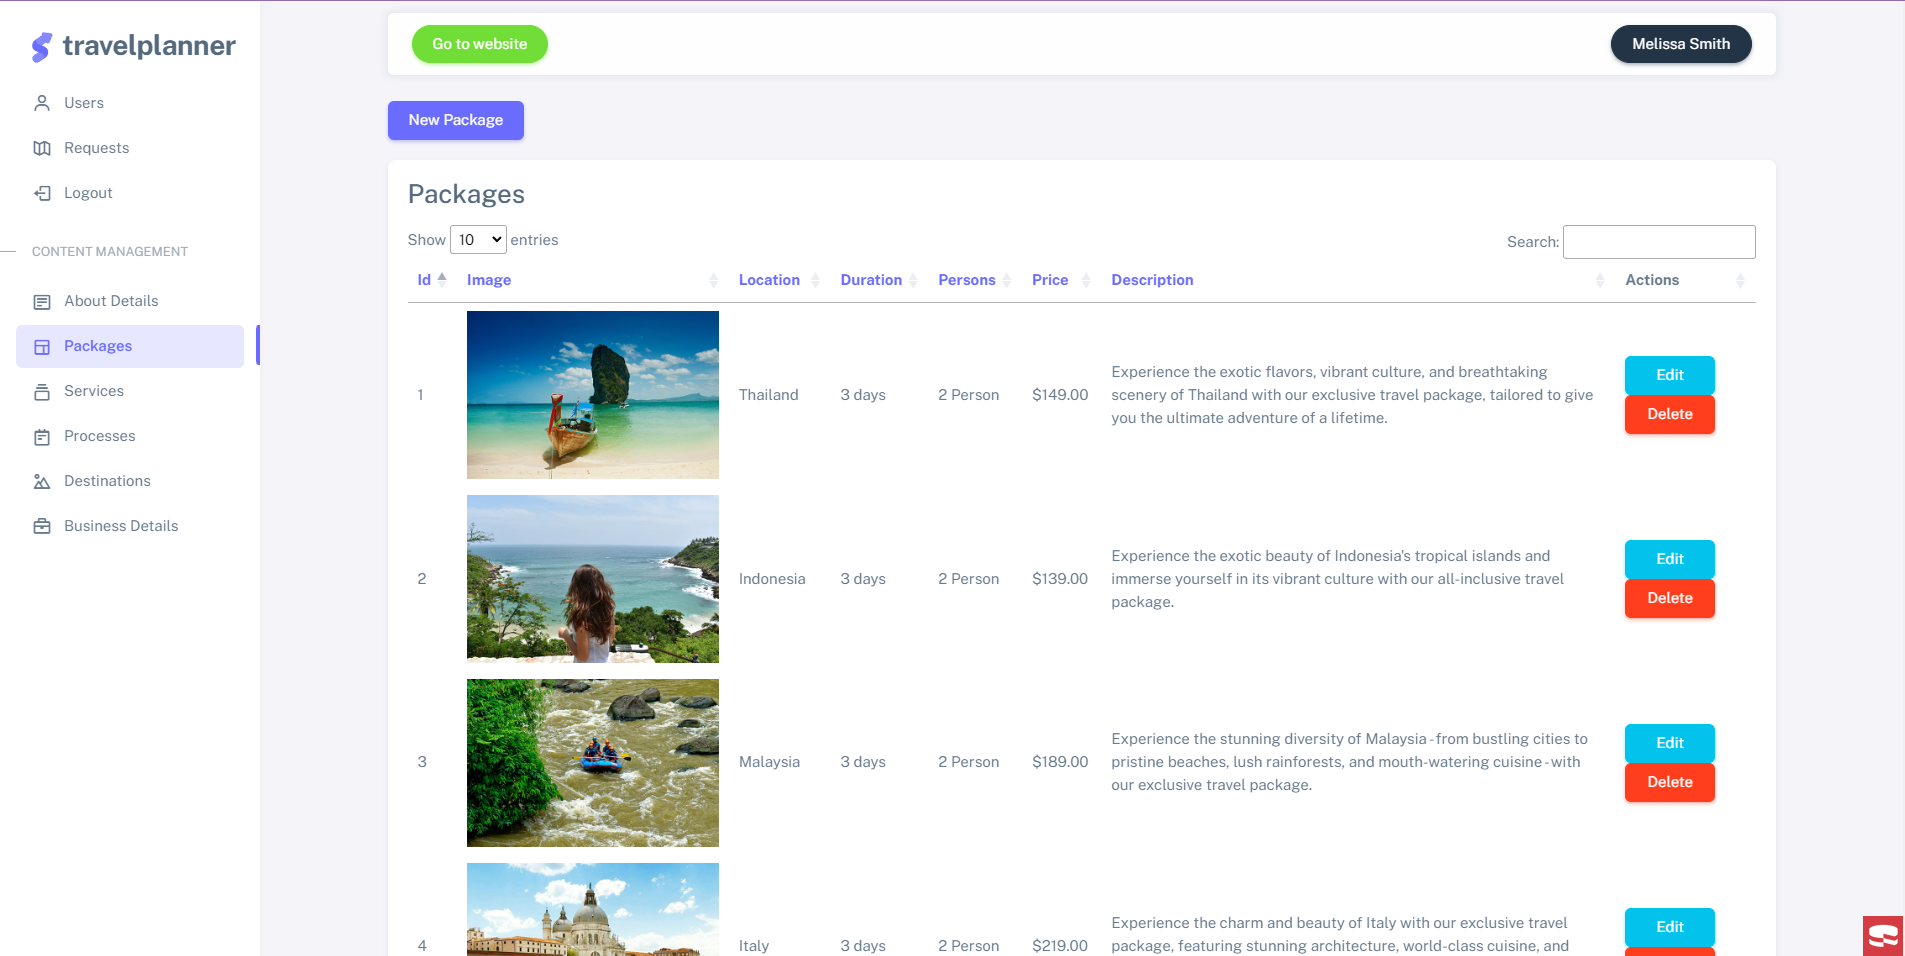 travelplanner
Users
Requests
Logout
CONTENT MANAGEMENT
About Details
Packages
Services
Processes
Destinations
Business Details
Go to website
Melissa Smith
New Package
Packages
Show 10 entries
Search:
Id Image Location Duration Persons Price Description Actions
1 Thailand 3 days 2 Person $149.00
Experience the exotic flavors, vibrant culture, and breathtaking
scenery of Thailand with our exclusive travel package, tailored to give
you the ultimate adventure of a lifetime.
Edit
Delete
2 Indonesia 3 days 2 Person $139.00
Experience the exotic beauty of Indonesia's tropical islands and
immerse yourself in its vibrant culture with our all-inclusive travel
package.
Edit
Delete
3 Malaysia 3 days 2 Person $189.00
Experience the stunning diversity of Malaysia - from bustling cities to
pristine beaches, lush rainforests, and mouth-watering cuisine - with
our exclusive travel package.
Edit
Delete
4 Italy 3 days 2 Person $219.00
Experience the charm and beauty of Italy with our exclusive travel
package, featuring stunning architecture, world-class cuisine, and
Edit